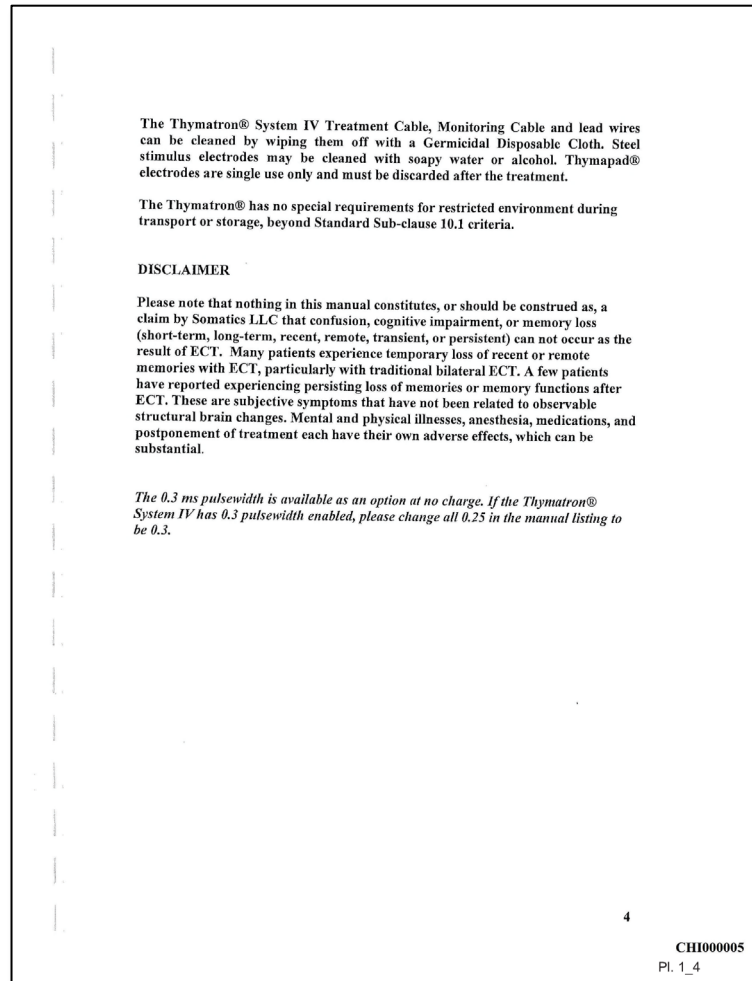 The Thymatron® System IV Treatment Cable, Monitoring Cable and lead wires
can be cleaned by wiping them off with a Germicidal Disposable Cloth. Steel
stimulus electrodes may be cleaned with soapy water or alcohol. Thymapad®
electrodes are single use only and must be discarded after the treatment.
The Thymatron® has no special requirements for restricted environment during
transport or storage, beyond Standard Sub-clause 10.1 criteria.
DISCLAIMER
Please note that nothing in this manual constitutes, or should be construed as, a
claim by Somatics LLC that confusion, cognitive impairment, or memory loss
(short-term, long-term, recent, remote, transient, or persistent) can not occur as the
result of ECT. Many patients experience temporary loss of recent or remote
memories with ECT, particularly with traditional bilateral ECT. A few patients
have reported experiencing persisting loss of memories or memory functions after
ECT. These are subjective symptoms that have not been related to observable
structural brain changes. Mental and physical illnesses, anesthesia, medications, and
postponement of treatment each have their own adverse effects, which can be
substantial.
The 0.3 ms pulsewidth is available as an option at no charge. If the Thymatron®
System IV has 0.3 pulsewidth enabled, please change all 0.25 in the manual listing to
be 0.3.
4
CHI000005
Pl. 1_4